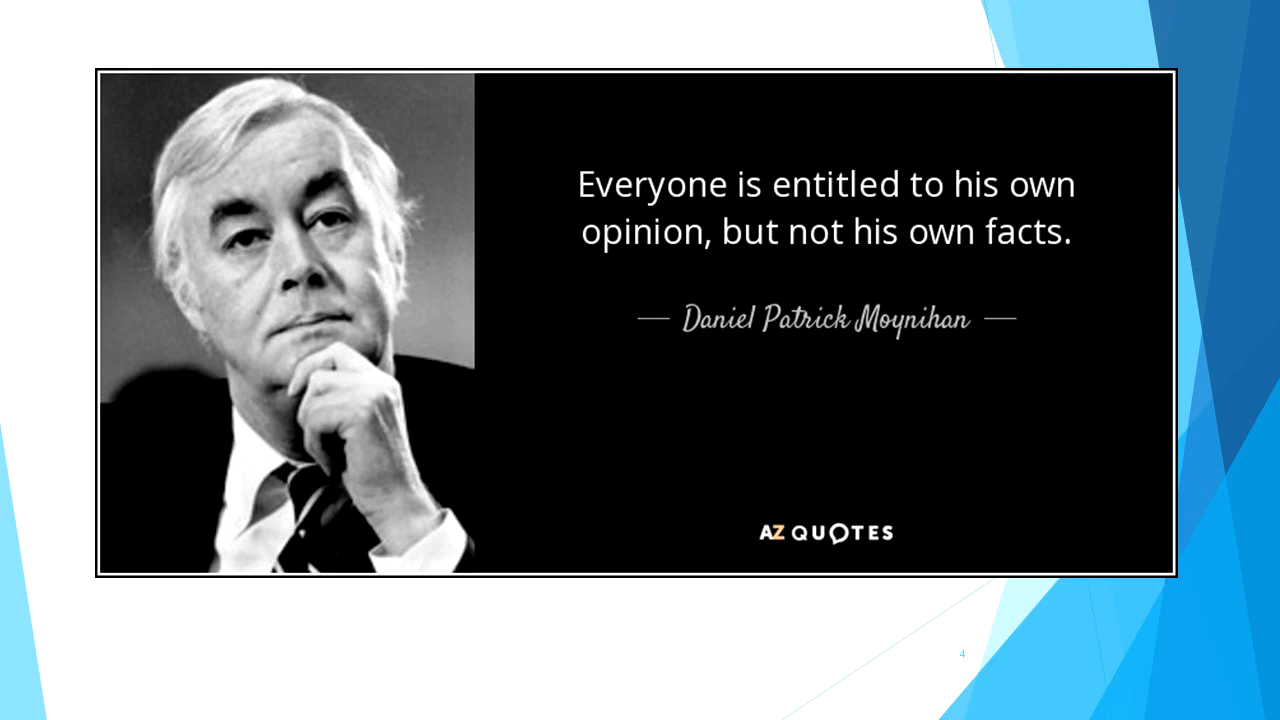 Everyone is entitled to his own
opinion, but not his own facts.
Daniel Patrick Moynihan
AZ QUOTES
4